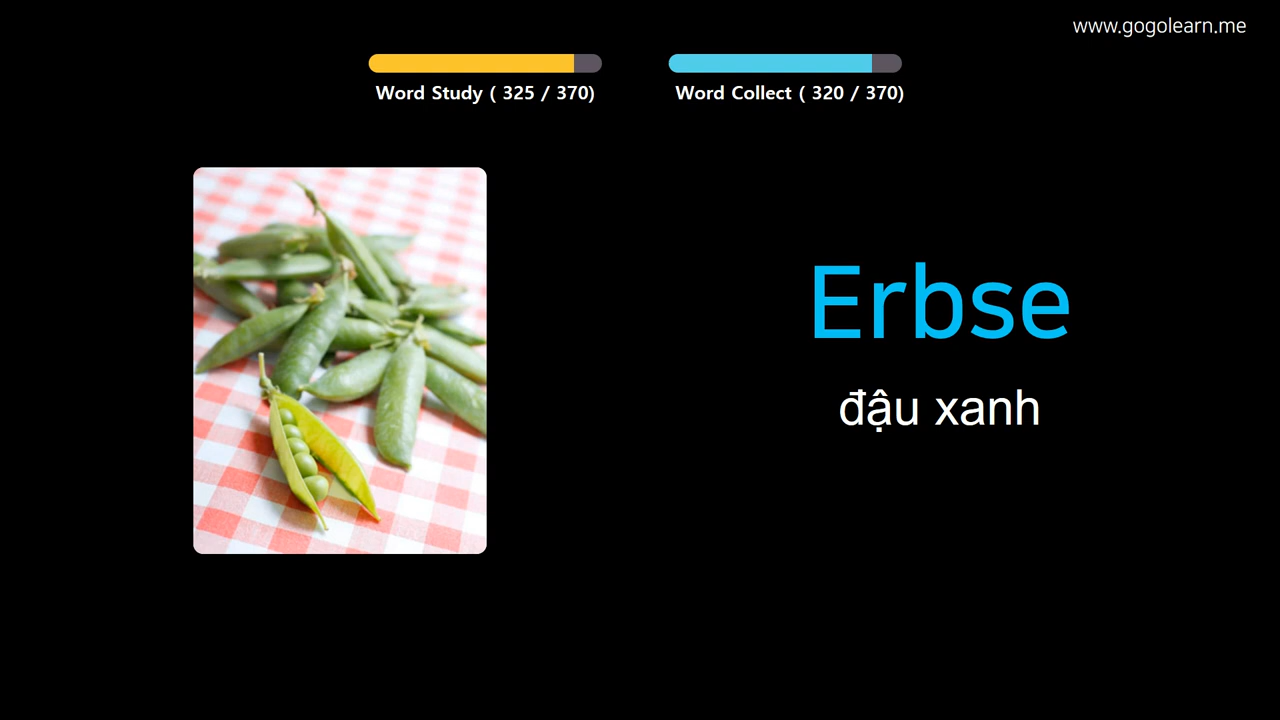 www.gogolearn.me
Word Study ( 325 / 370)
Word Collect ( 320 / 370)
Erbse
đậu xanh